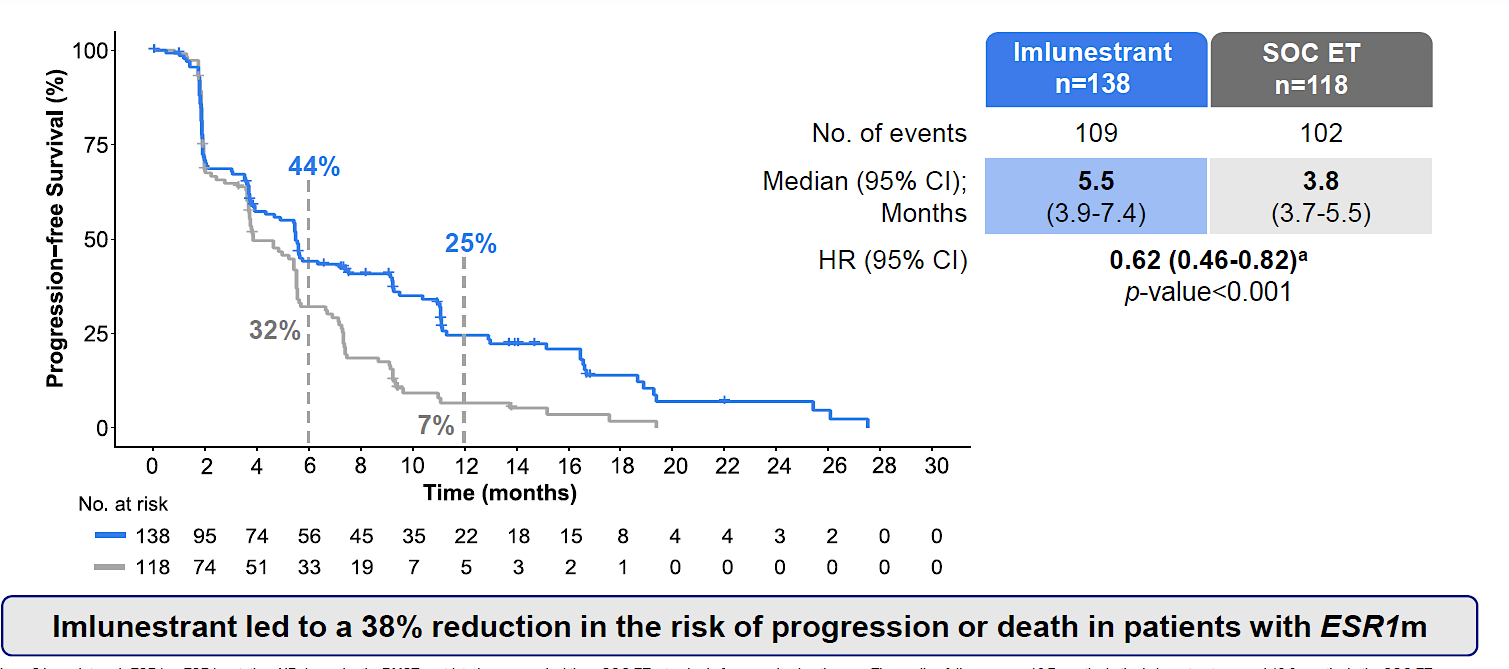 Imlunestrant
n=138
SOC ET
n=118
No. of events 109 102
Median (95% CI); Months 5.5 (3.9-7.4) 3.8 (3.7-5.5)
HR (95% CI) 0.62 (0.46-0.82)ᵃ
p-value<0.001
Progression−free Survival (%)
100
75
50
25
0
44%
25%
32%
7%
0 2 4 6 8 10 12 14 16 18 20 22 24 26 28 30
Time (months)
No. at risk
138 95 74 56 45 35 22 18 15 8 4 4 3 2 0 0
118 74 51 33 19 7 5 3 2 1 0 0 0 0 0 0
Imlunestrant led to a 38% reduction in the risk of progression or death in patients with ESR1m